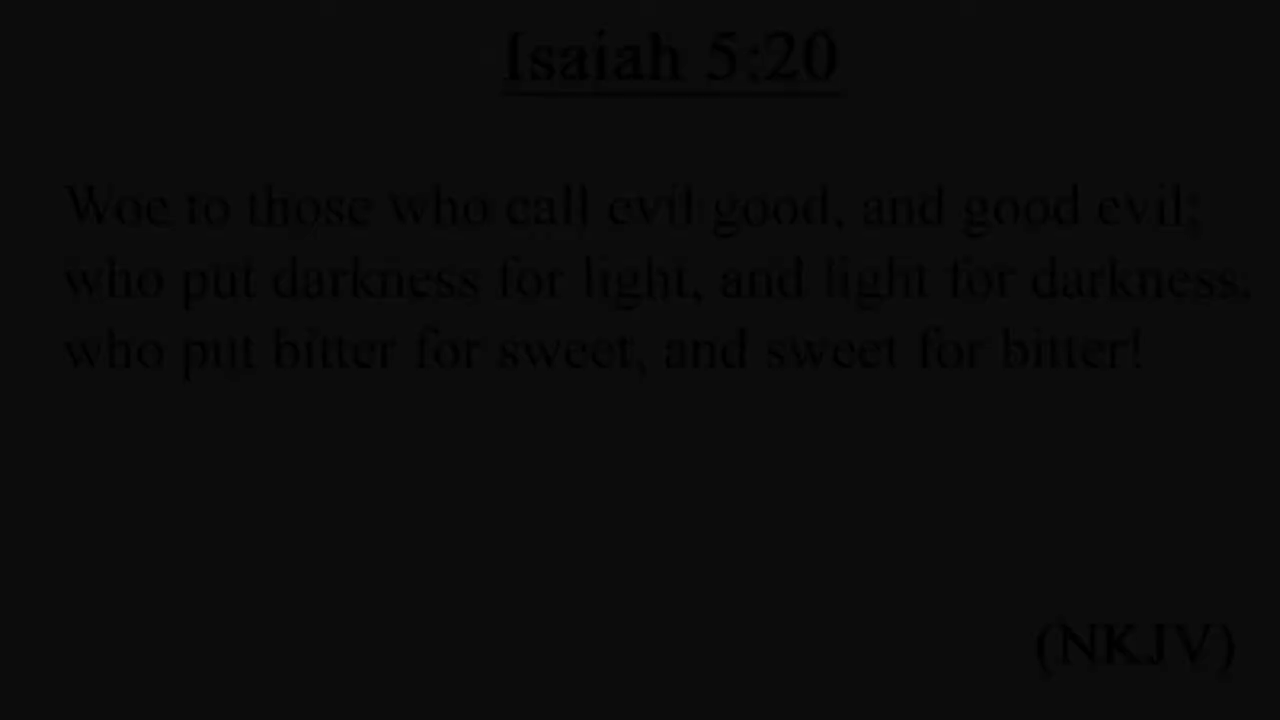 Isaiah 5:20
Woe to those who call evil good, and good evil;
who put darkness for light, and light for darkness;
who put bitter for sweet, and sweet for bitter!
(NKJV)